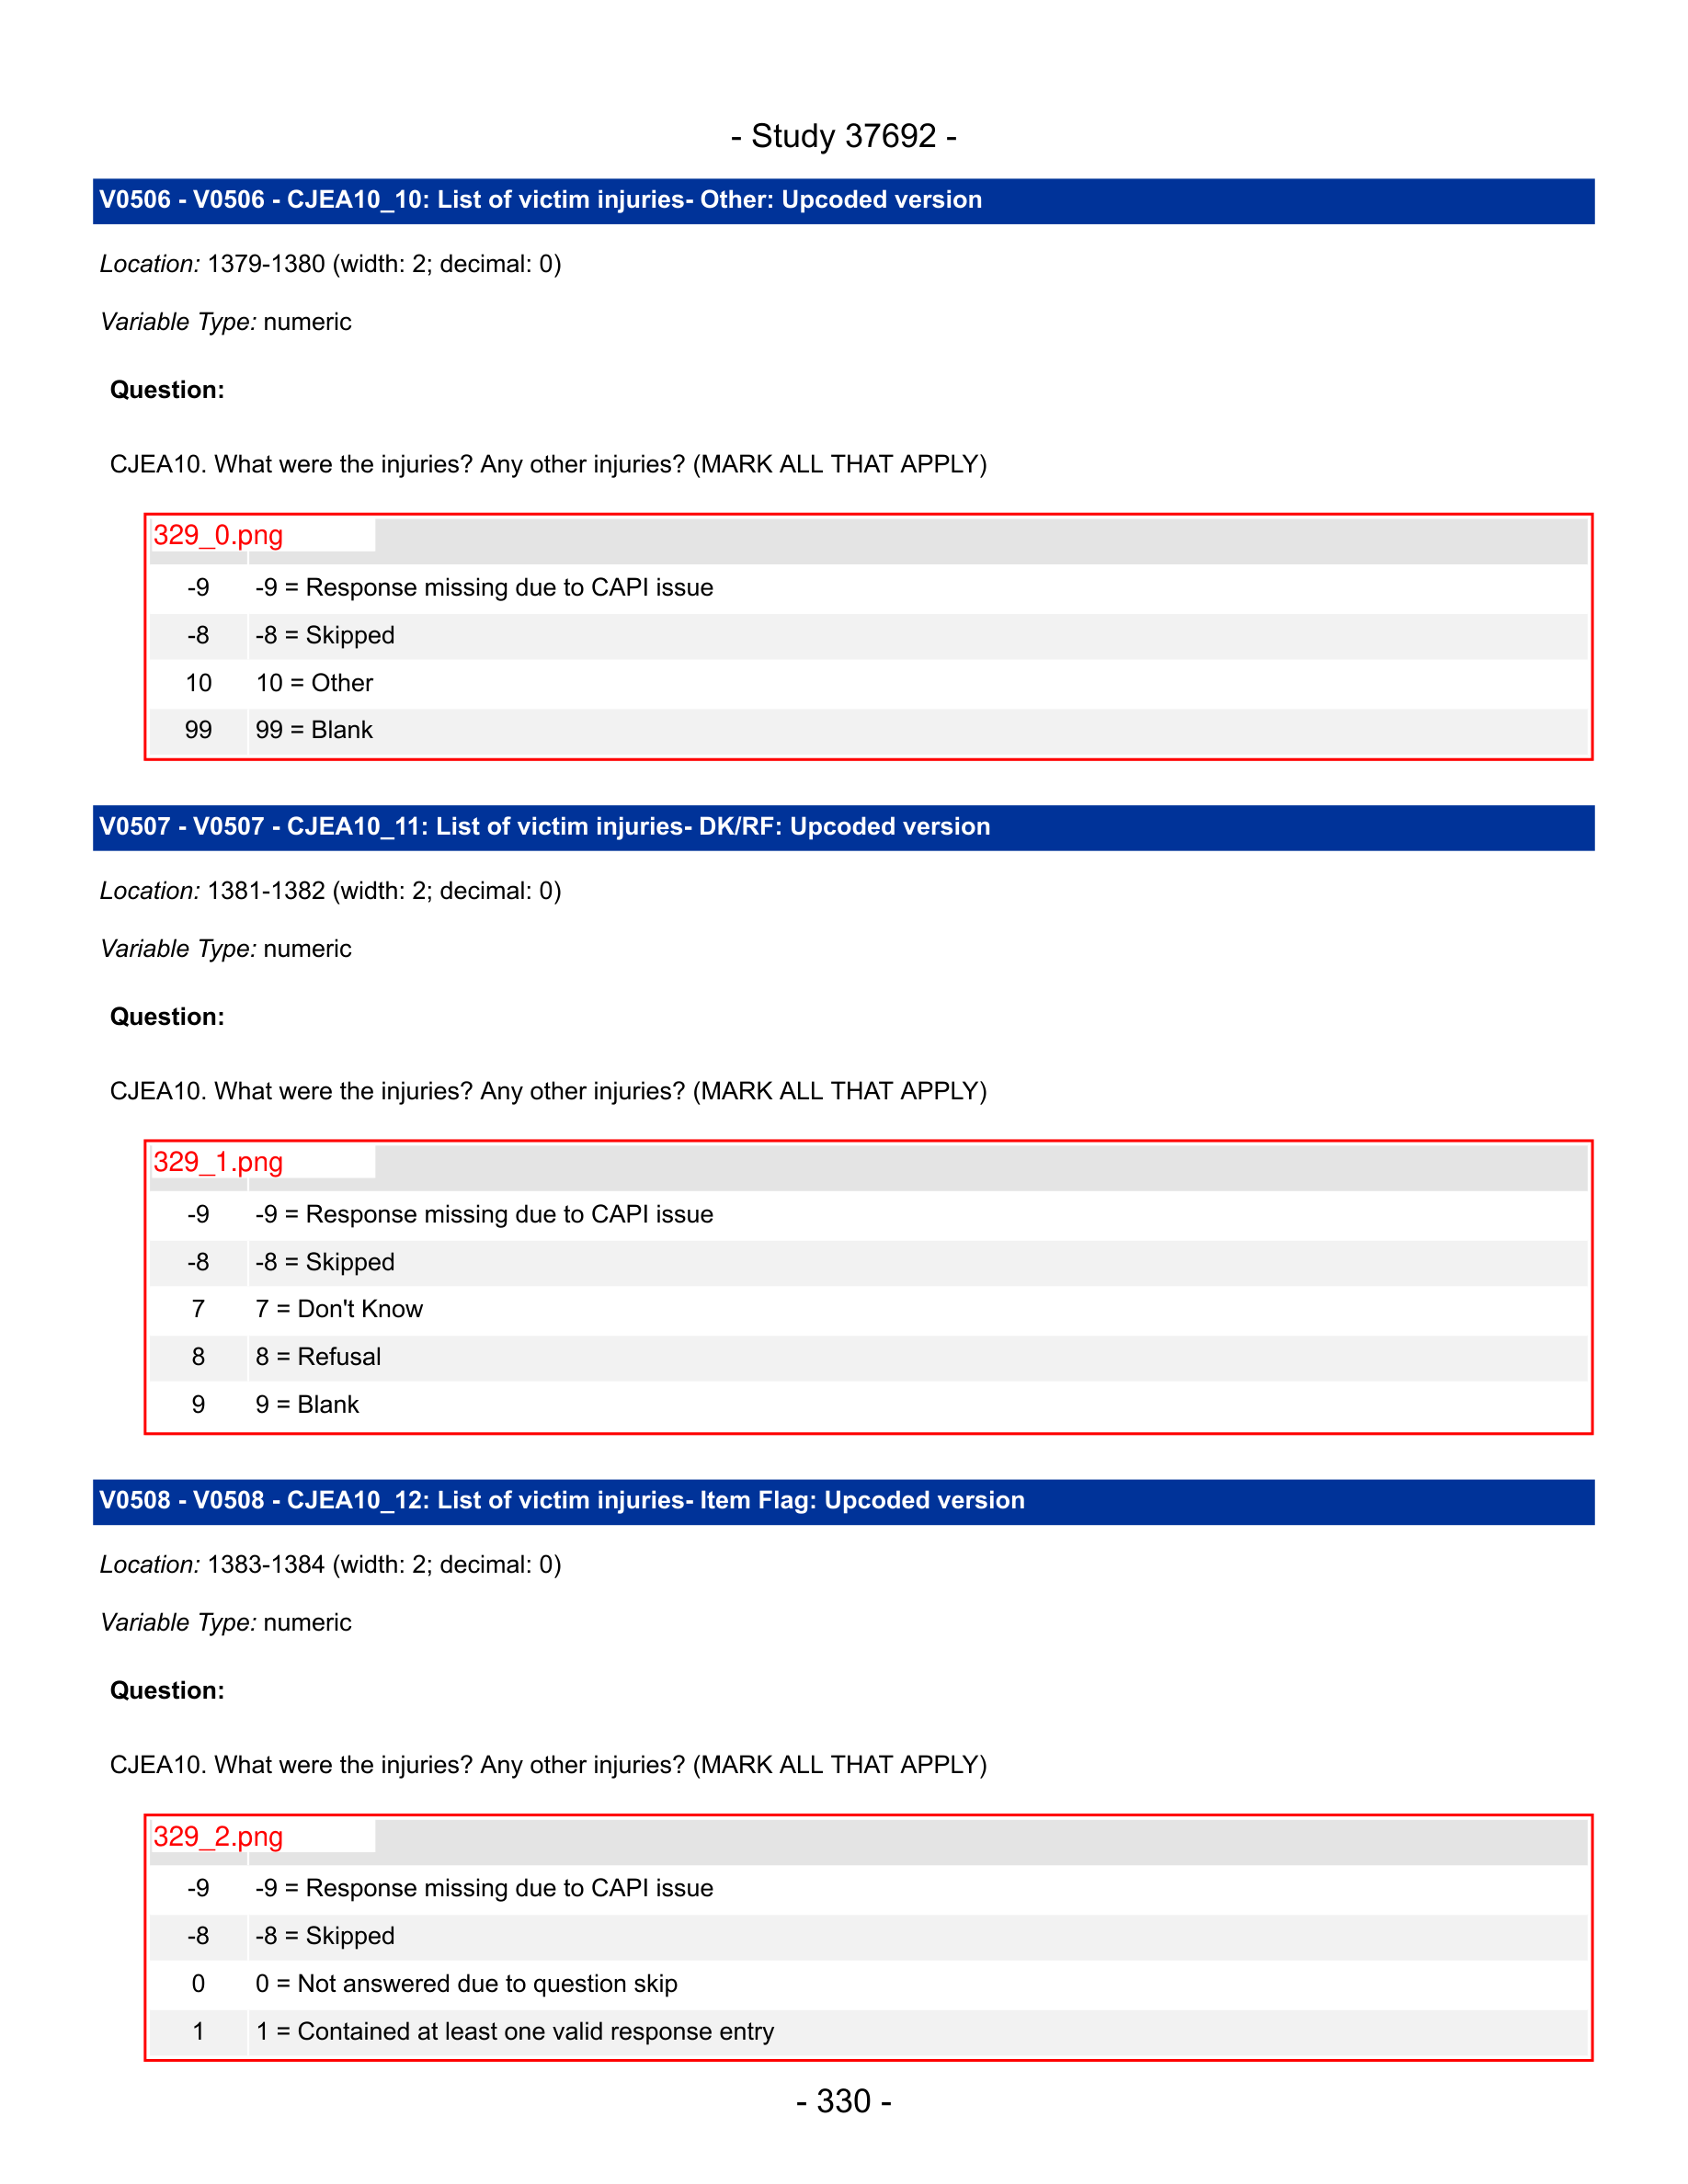 - Study 37692 -
V0506 - V0506 - CJEA10_10: List of victim injuries- Other: Upcoded version
Location: 1379-1380 (width: 2; decimal: 0)
Variable Type: numeric
Question:
CJEA10. What were the injuries? Any other injuries? (MARK ALL THAT APPLY)
329_0.png
-9 -9 = Response missing due to CAPI issue
-8 -8 = Skipped
10 10 = Other
99 99 = Blank
V0507 - V0507 - CJEA10_11: List of victim injuries- DK/RF: Upcoded version
Location: 1381-1382 (width: 2; decimal: 0)
Variable Type: numeric
Question:
CJEA10. What were the injuries? Any other injuries? (MARK ALL THAT APPLY)
329_1.png
-9 -9 = Response missing due to CAPI issue
-8 -8 = Skipped
7 7 = Don't Know
8 8 = Refusal
9 9 = Blank
V0508 - V0508 - CJEA10_12: List of victim injuries- Item Flag: Upcoded version
Location: 1383-1384 (width: 2; decimal: 0)
Variable Type: numeric
Question:
CJEA10. What were the injuries? Any other injuries? (MARK ALL THAT APPLY)
329_2.png
-9 -9 = Response missing due to CAPI issue
-8 -8 = Skipped
0 0 = Not answered due to question skip
1 1 = Contained at least one valid response entry
- 330 -